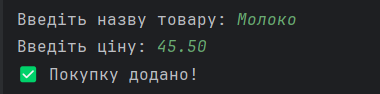 Введіть назву товару: Молоко
Введіть ціну: 45.50
✅ Покупку додано!